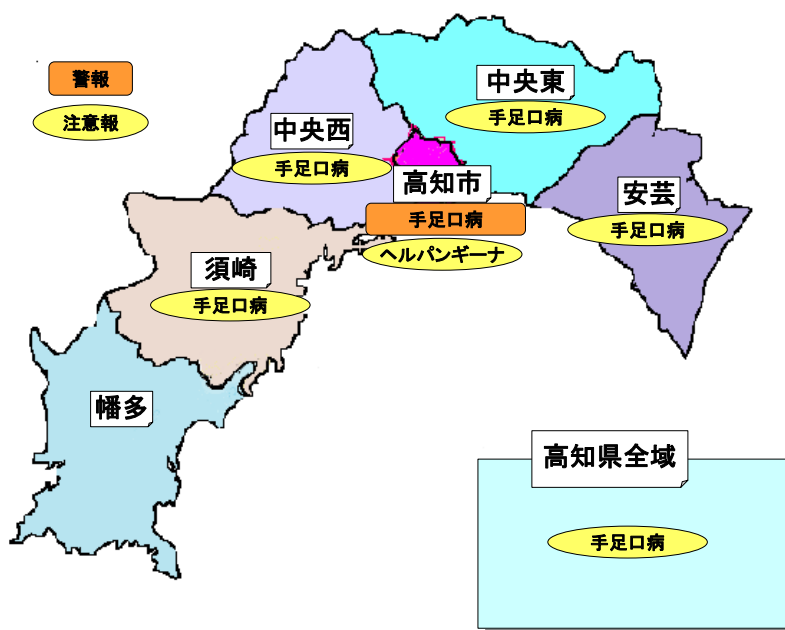 警報
注意報
中央東
手足口病
中央西
手足口病
高知市
手足口病
ヘルパンギーナ
安芸
手足口病
須崎
手足口病
幡多
高知県全域
手足口病